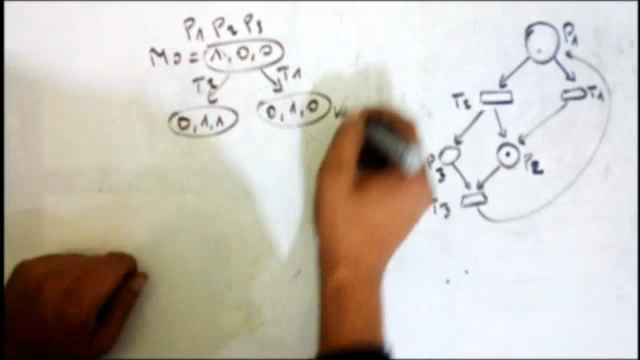 P1 P2 P3
M0 = 1,0,0
T2 T1
0,1,1 0,1,0
P1
T2 T1
P3 P2
T3